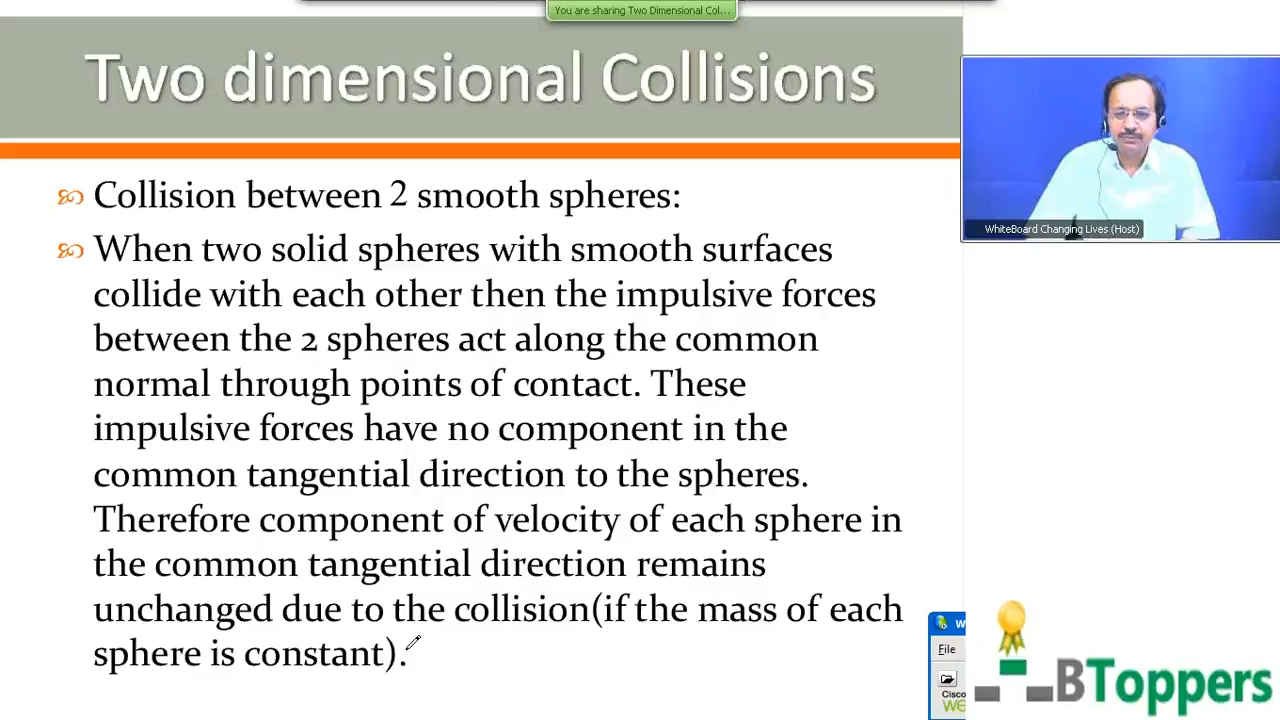 You are sharing Two Dimensional Col...
Two dimensional Collisions
WhiteBoard Changing Lives (Host)
Collision between 2 smooth spheres:
When two solid spheres with smooth surfaces
collide with each other then the impulsive forces
between the 2 spheres act along the common
normal through points of contact. These
impulsive forces have no component in the
common tangential direction to the spheres.
Therefore component of velocity of each sphere in
the common tangential direction remains
unchanged due to the collision(if the mass of each
sphere is constant).
W
File
Cisco
WE
BToppers